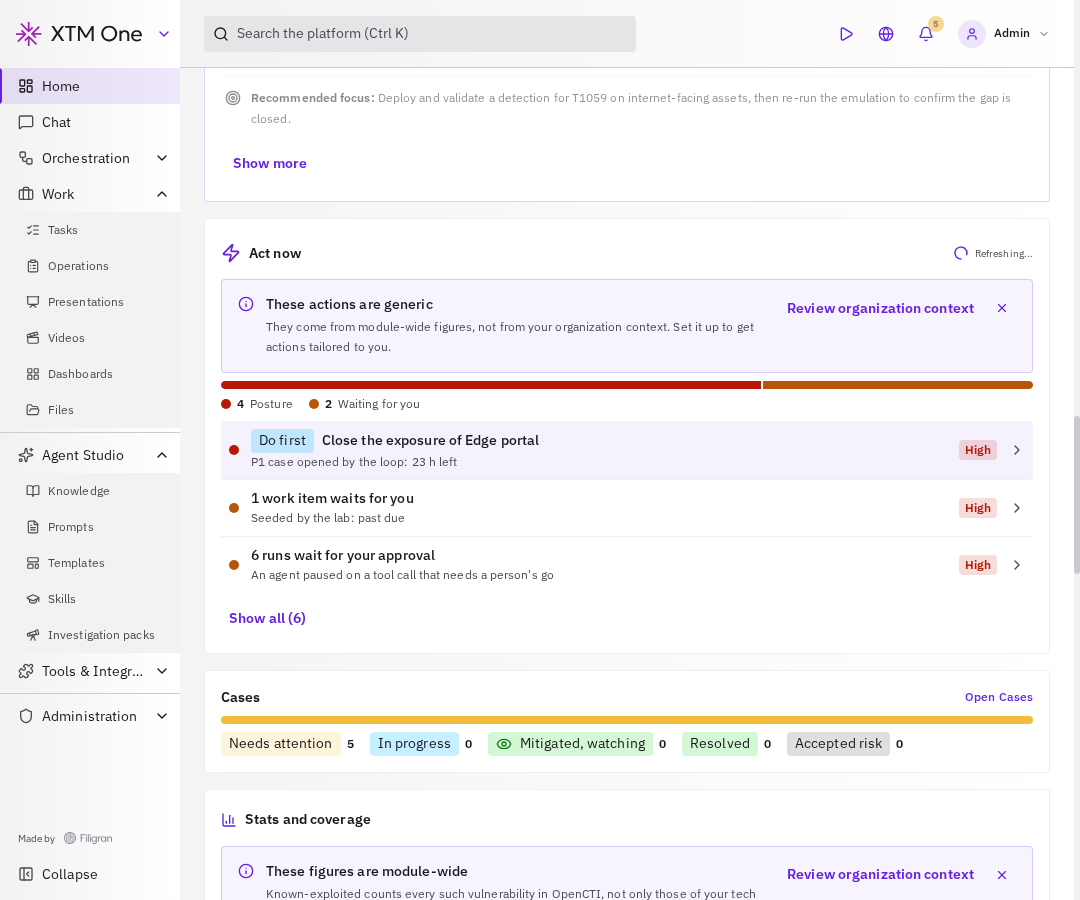 XTM One
Search the platform (Ctrl K)
5
Admin
Home
Chat
Orchestration
Work
Tasks
Operations
Presentations
Videos
Dashboards
Files
Agent Studio
Knowledge
Prompts
Templates
Skills
Investigation packs
Tools & Integr...
Administration
Made by Filigran
Collapse
Recommended focus: Deploy and validate a detection for T1059 on internet-facing assets, then re-run the emulation to confirm the gap is
closed.
Show more
Act now
Refreshing...
These actions are generic
They come from module-wide figures, not from your organization context. Set it up to get
actions tailored to you.
Review organization context
4 Posture
2 Waiting for you
Do first Close the exposure of Edge portal
P1 case opened by the loop: 23 h left
High
1 work item waits for you
Seeded by the lab: past due
High
6 runs wait for your approval
An agent paused on a tool call that needs a person's go
High
Show all (6)
Cases
Open Cases
Needs attention 5 In progress 0 Mitigated, watching 0 Resolved 0 Accepted risk 0
Stats and coverage
These figures are module-wide
Known-exploited counts every such vulnerability in OpenCTI, not only those of your tech
Review organization context